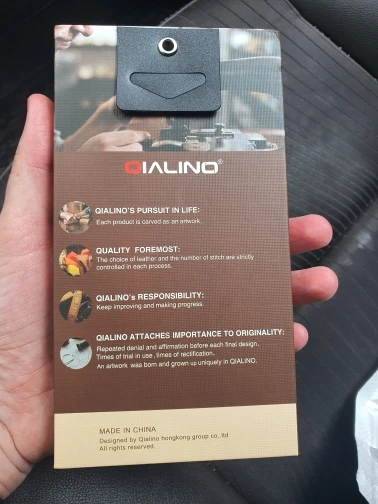 QIALINO®
QIALINO'S PURSUIT IN LIFE:
Each product is carved as an artwork.
QUALITY FOREMOST:
The choice of leather and the number of stitch are strictly
controlled in each process.
QIALINO's RESPONSIBILITY:
Keep improving and making progress.
QIALINO ATTACHES IMPORTANCE TO ORIGINALITY:
Repeated denial and affirmation before each final design.
Times of trial in use, times of rectification.
An artwork was born and grown up uniquely in QIALINO.
MADE IN CHINA
Designed by Qialino hongkong group co,.ltd
All rights reserved.